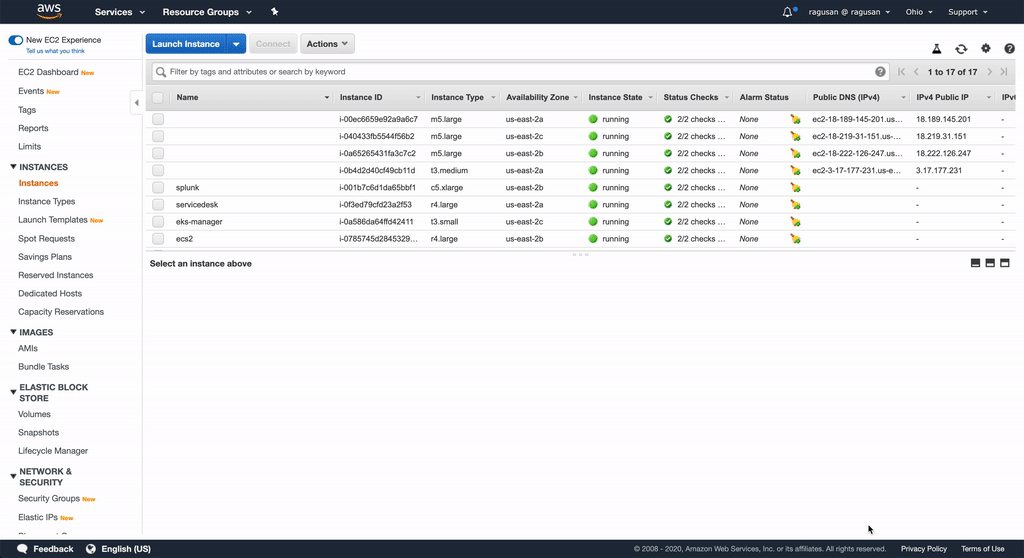 aws Services Resource Groups ragusan @ ragusan Ohio Support
New EC2 Experience
Tell us what you think
EC2 Dashboard New
Events New
Tags
Reports
Limits
INSTANCES
Instances
Instance Types
Launch Templates New
Spot Requests
Savings Plans
Reserved Instances
Dedicated Hosts
Capacity Reservations
IMAGES
AMIs
Bundle Tasks
ELASTIC BLOCK
STORE
Volumes
Snapshots
Lifecycle Manager
NETWORK &
SECURITY
Security Groups New
Elastic IPs New
Launch Instance Connect Actions
Filter by tags and attributes or search by keyword 1 to 17 of 17
Name Instance ID Instance Type Availability Zone Instance State Status Checks Alarm Status Public DNS (IPv4) IPv4 Public IP IPv
i-00ec6659e92a9a6c7 m5.large us-east-2a running 2/2 checks ... None ec2-18-189-145-201.us... 18.189.145.201 -
i-040433fb5544f56b2 m5.large us-east-2c running 2/2 checks ... None ec2-18-219-31-151.us-... 18.219.31.151 -
i-0a65265431fa3c7c2 m5.large us-east-2b running 2/2 checks ... None ec2-18-222-126-247.us... 18.222.126.247 -
i-0b4d2d40cf49cb11d t3.medium us-east-2a running 2/2 checks ... None ec2-3-17-177-231.us-e... 3.17.177.231 -
splunk i-001b7c6d1da65bbf1 c5.xlarge us-east-2b running 2/2 checks ... None - -
servicedesk i-0f3ed79cfd23a2f53 r4.large us-east-2a running 2/2 checks ... None - -
eks-manager i-0a586da64ffd42411 t3.small us-east-2c running 2/2 checks ... None - -
ecs2 i-0785745d2845329... r4.large us-east-2b running 2/2 checks ... None - -
Select an instance above
Feedback English (US) © 2008 - 2020, Amazon Web Services, Inc. or its affiliates. All rights reserved. Privacy Policy Terms of Use